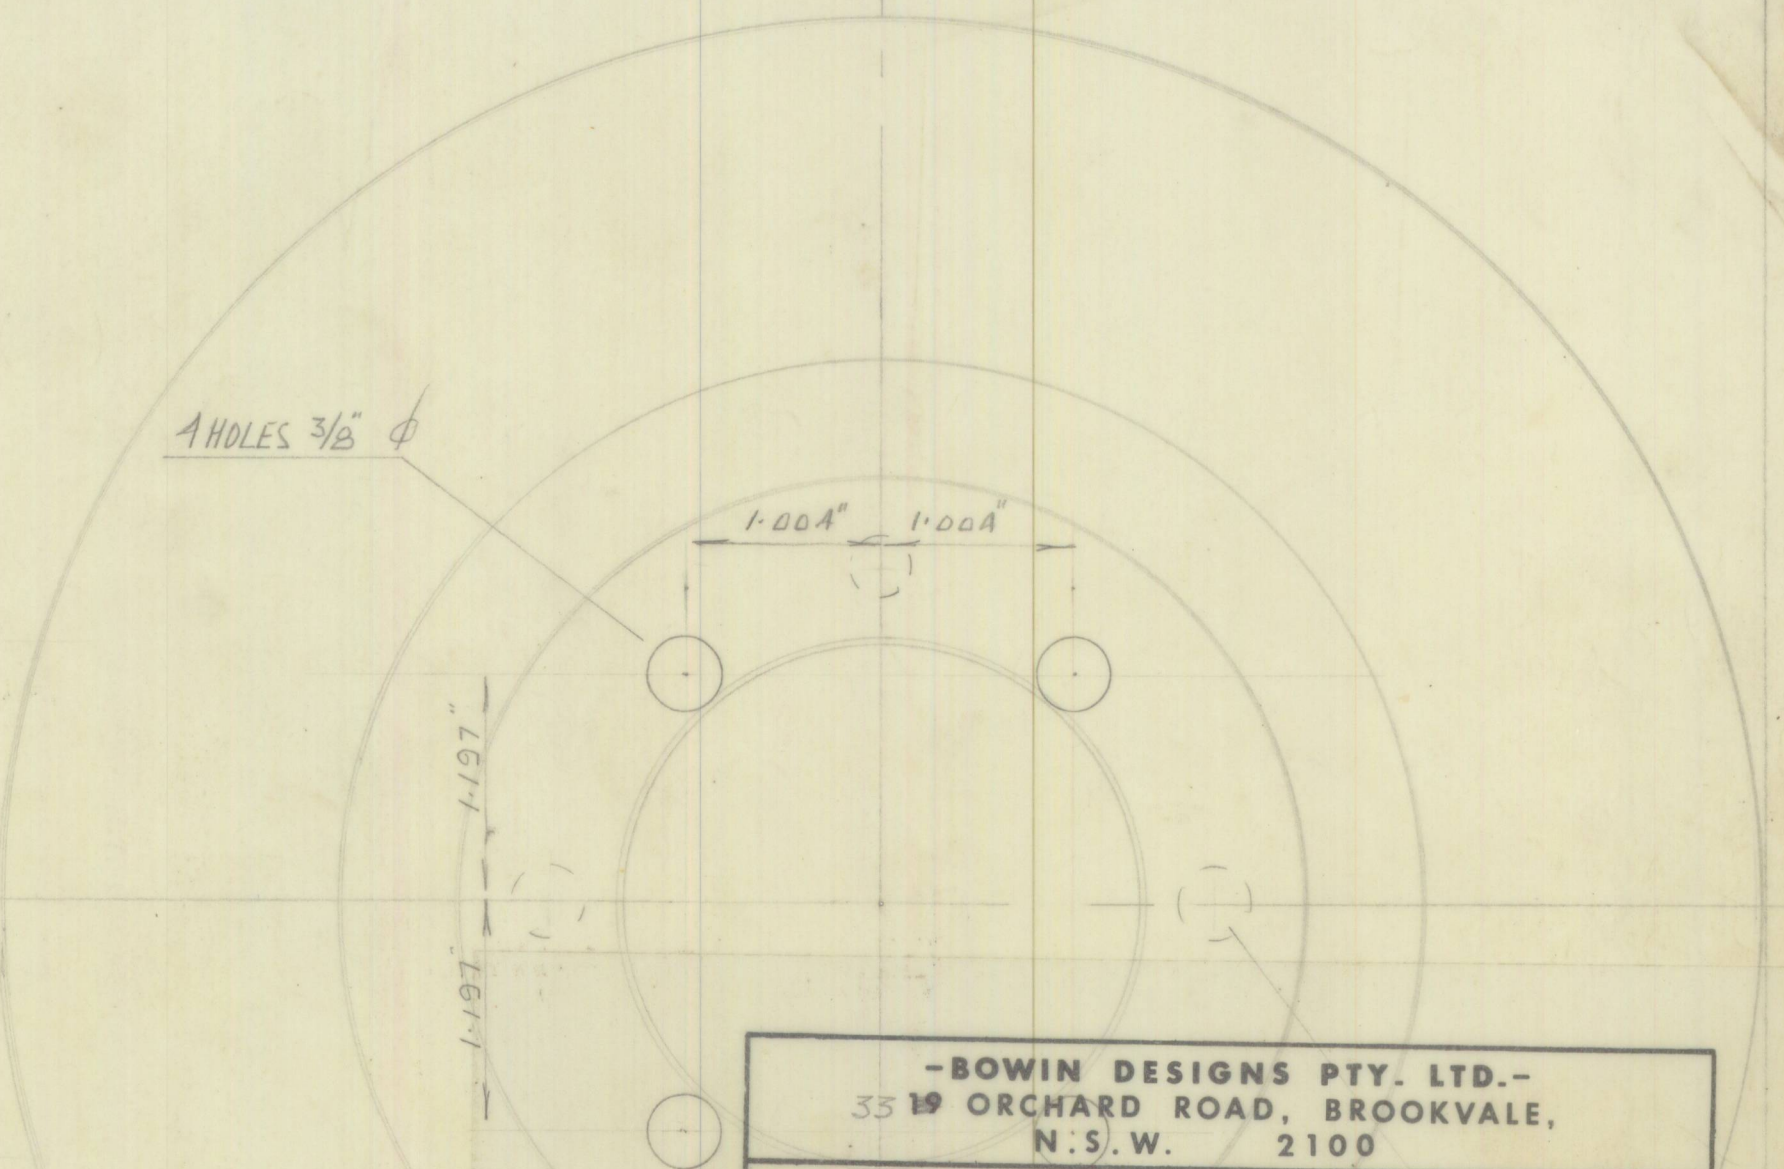 4 HOLES 3/8" ϕ
1·004" 1·004"
1·197"
1·197"
-BOWIN DESIGNS PTY. LTD.-
33 19 ORCHARD ROAD, BROOKVALE,
N.S.W. 2100